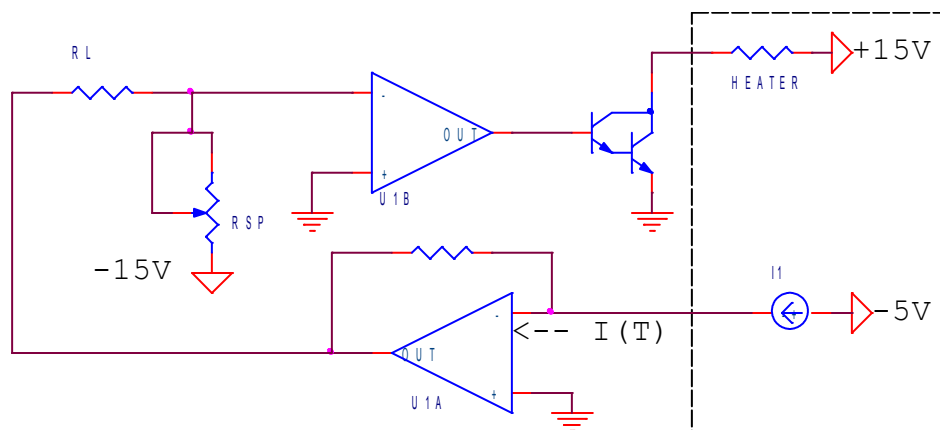 RL
+15V
HEATER
-
OUT
+
U1B
RSP
-15V
I1
-
<-- I(T)
-5V
OUT
U1A
+